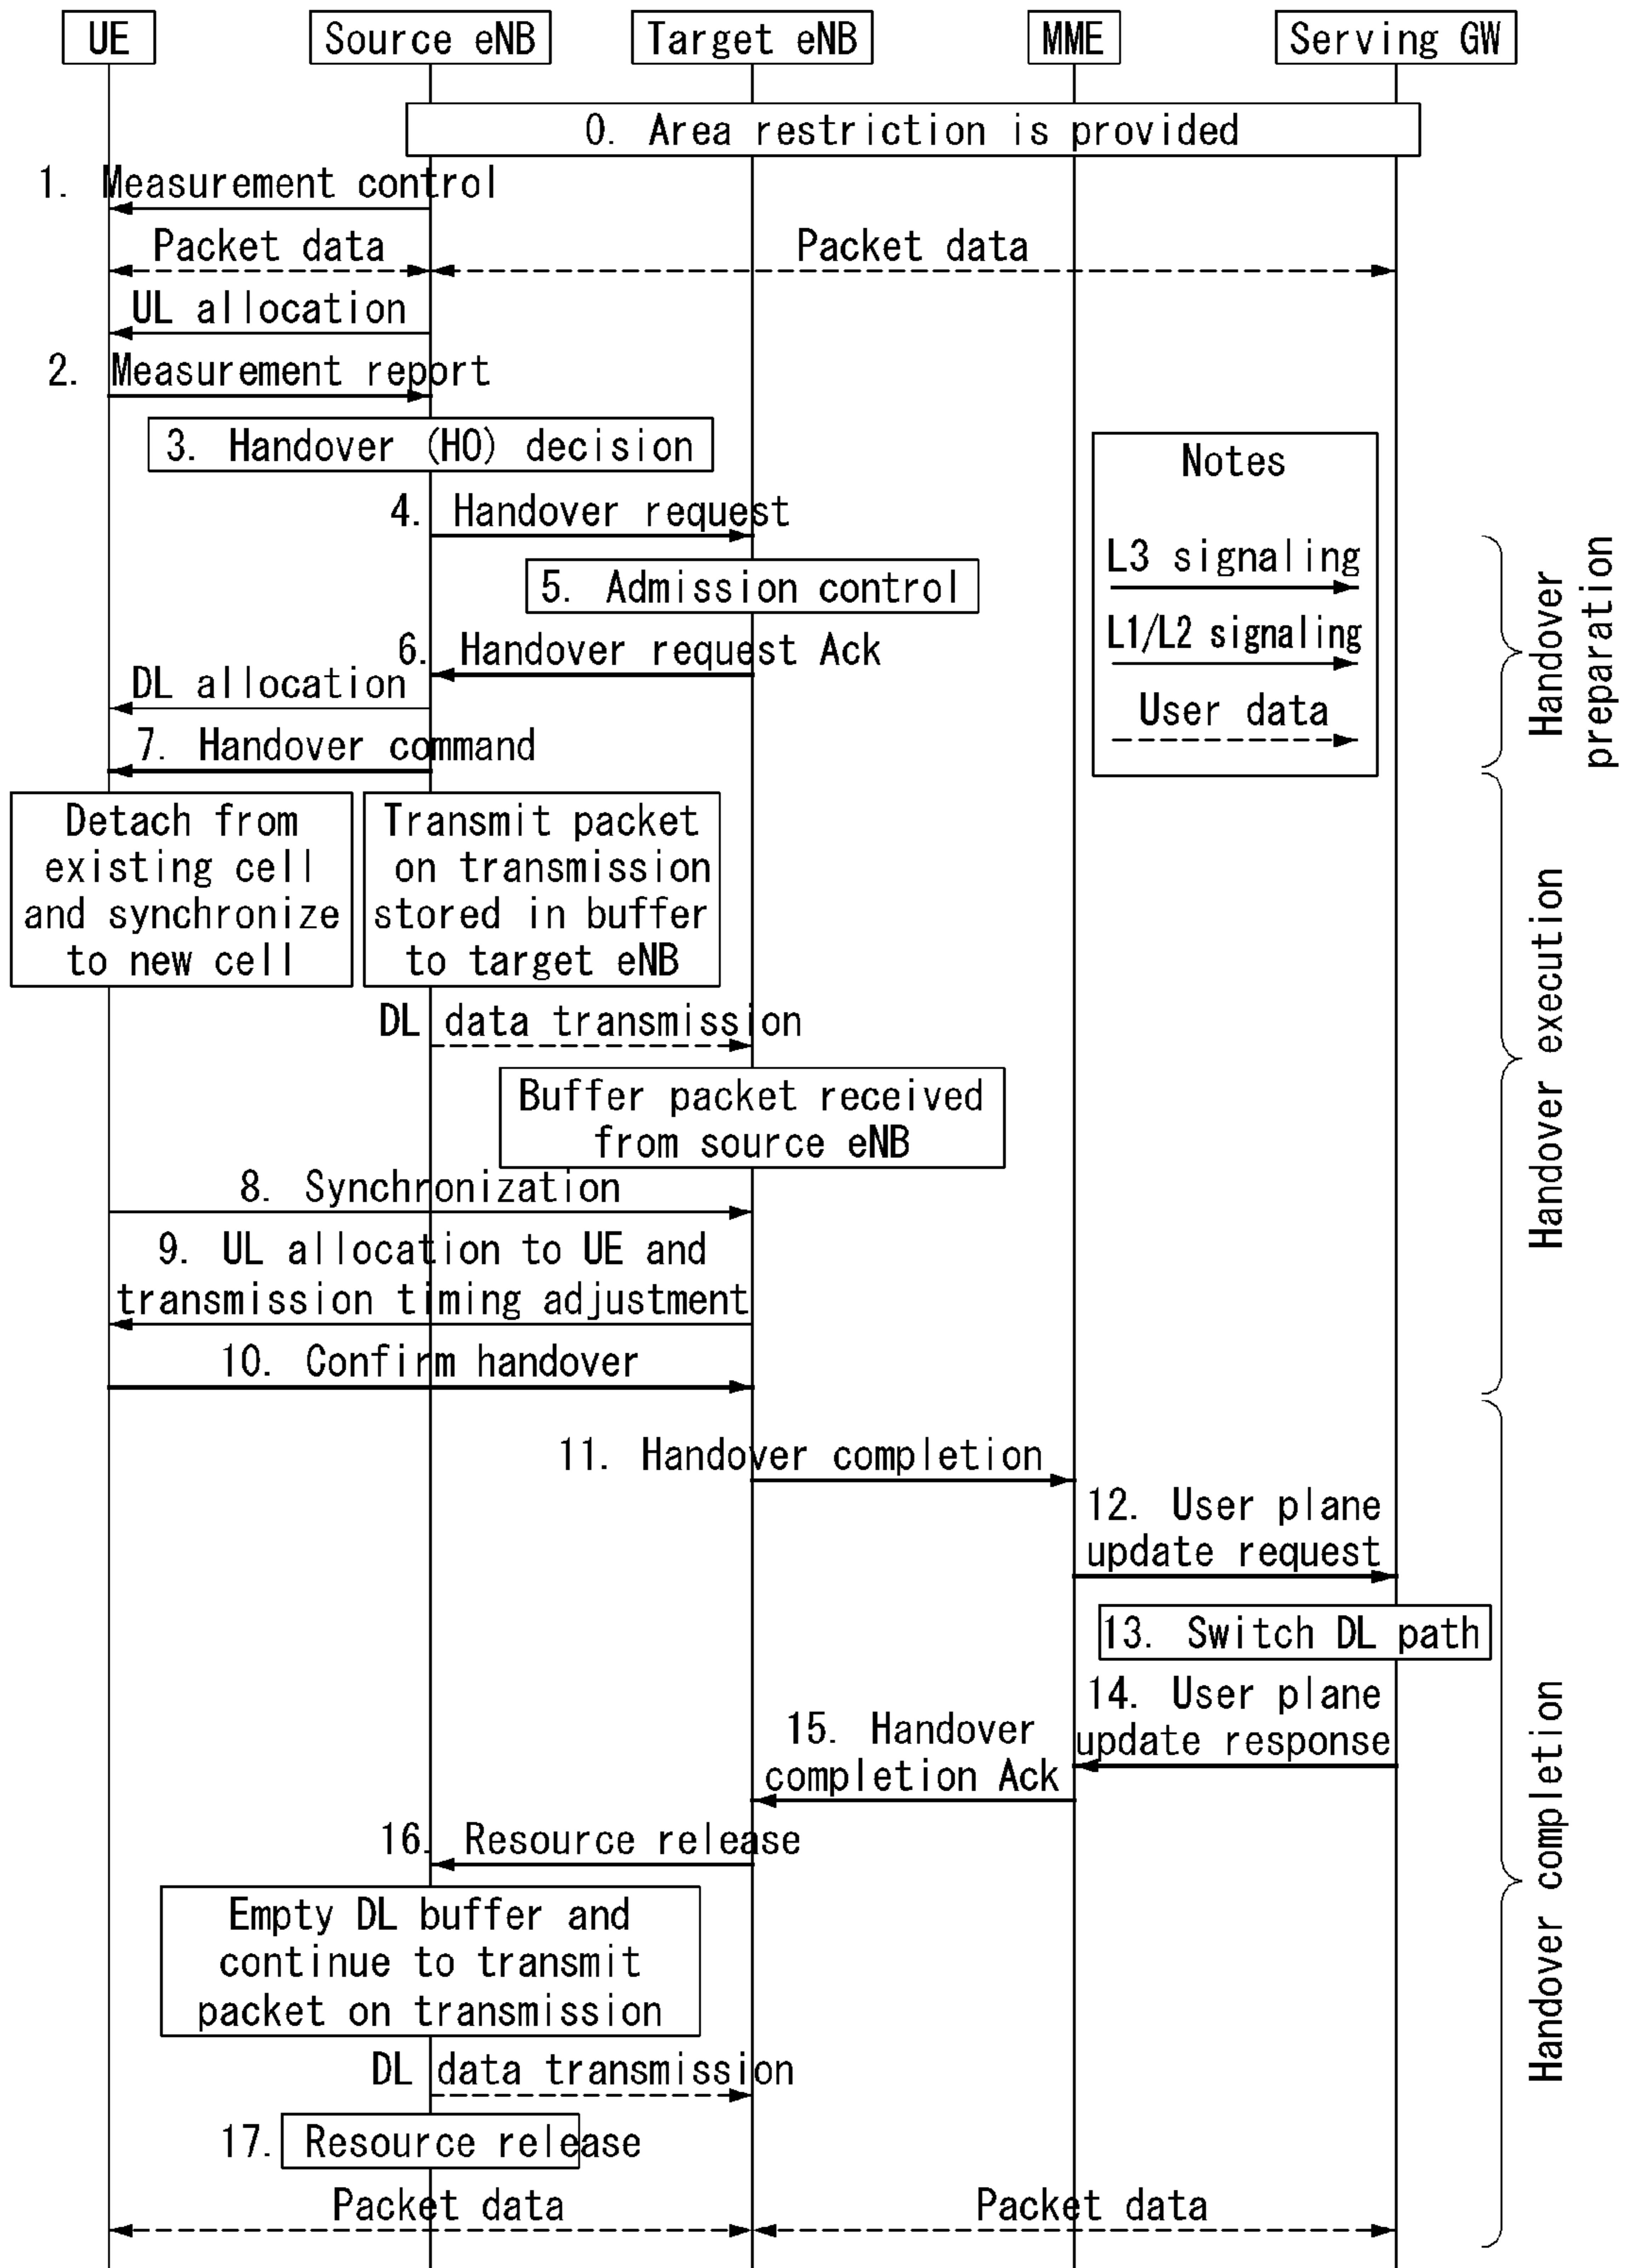 UE
Source eNB
Target eNB
MME
Serving GW
0. Area restriction is provided
1. Measurement control
Packet data
Packet data
UL allocation
2. Measurement report
3. Handover (HO) decision
4. Handover request
5. Admission control
6. Handover request Ack
DL allocation
7. Handover command
Notes
L3 signaling
L1/L2 signaling
User data
Handover
preparation
Detach from
existing cell
and synchronize
to new cell
Transmit packet
on transmission
stored in buffer
to target eNB
DL data transmission
Buffer packet received
from source eNB
8. Synchronization
9. UL allocation to UE and
transmission timing adjustment
10. Confirm handover
Handover execution
11. Handover completion
12. User plane
update request
13. Switch DL path
14. User plane
update response
15. Handover
completion Ack
16. Resource release
Empty DL buffer and
continue to transmit
packet on transmission
DL data transmission
17. Resource release
Packet data
Packet data
Handover completion